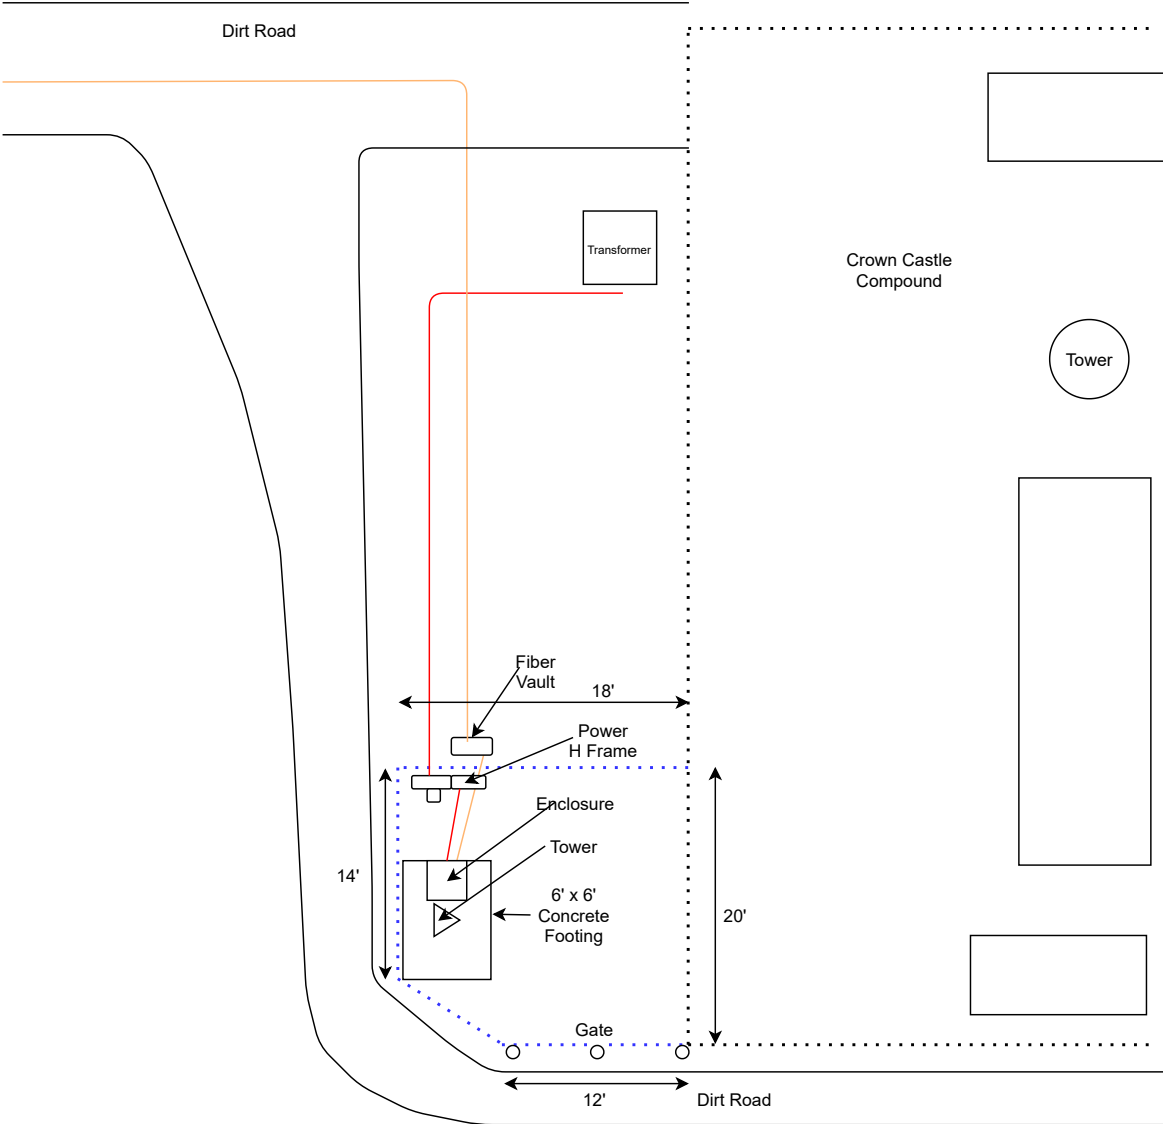 Dirt Road
Transformer
Crown Castle
Compound
Tower
Fiber
Vault
18'
Power
H Frame
Enclosure
Tower
14'
6' x 6'
Concrete
Footing
20'
Gate
12'
Dirt Road